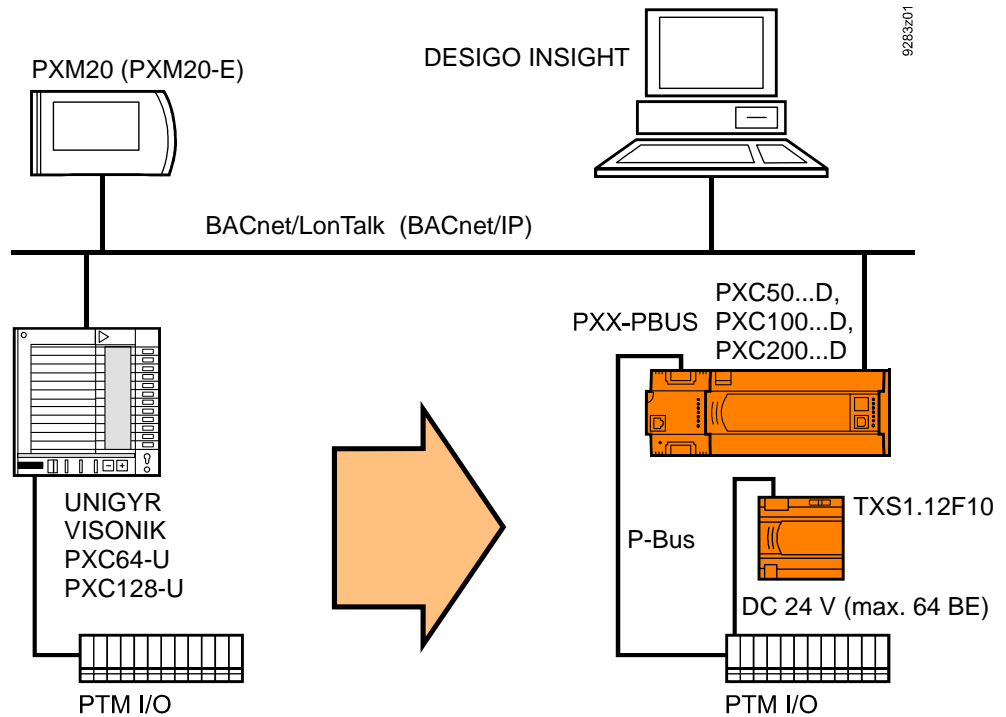 9283z01
PXM20 (PXM20-E)
DESIGO INSIGHT
BACnet/LonTalk (BACnet/IP)
UNIGYR
VISONIK
PXC64-U
PXC128-U
PTM I/O
PXX-PBUS
PXC50...D,
PXC100...D,
PXC200...D
TXS1.12F10
P-Bus
DC 24 V (max. 64 BE)
PTM I/O